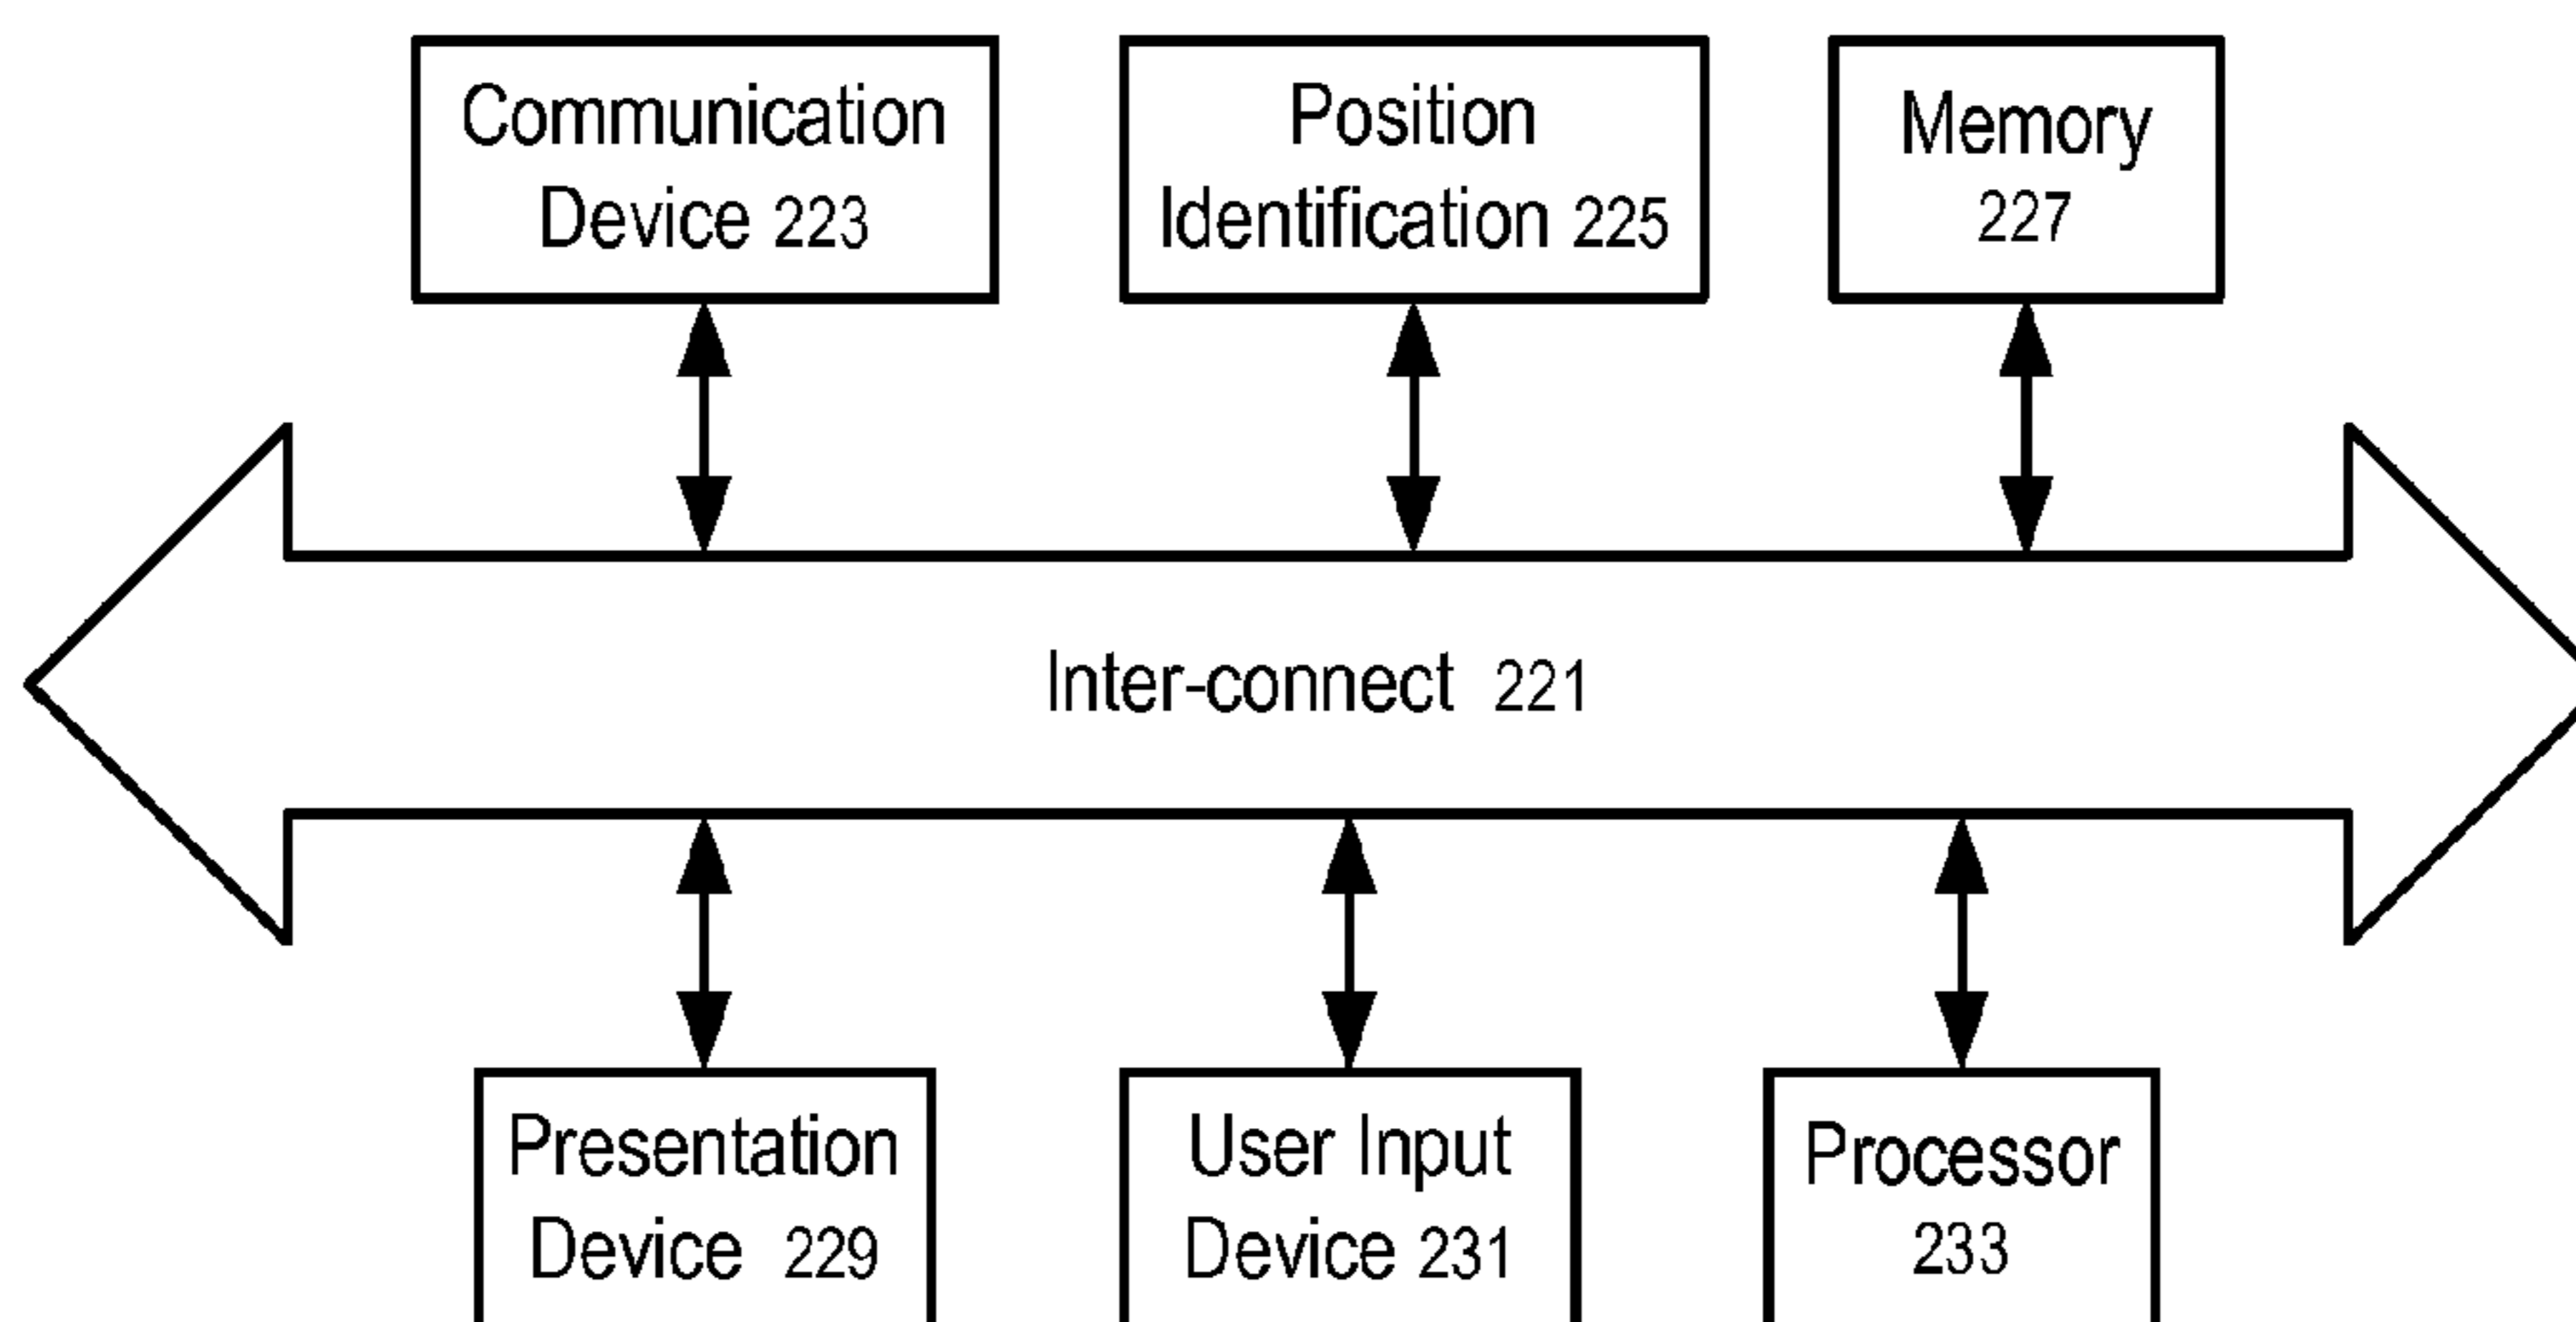 Communication
Device 223
Position
Identification 225
Memory
227
Inter-connect 221
Presentation
Device 229
User Input
Device 231
Processor
233